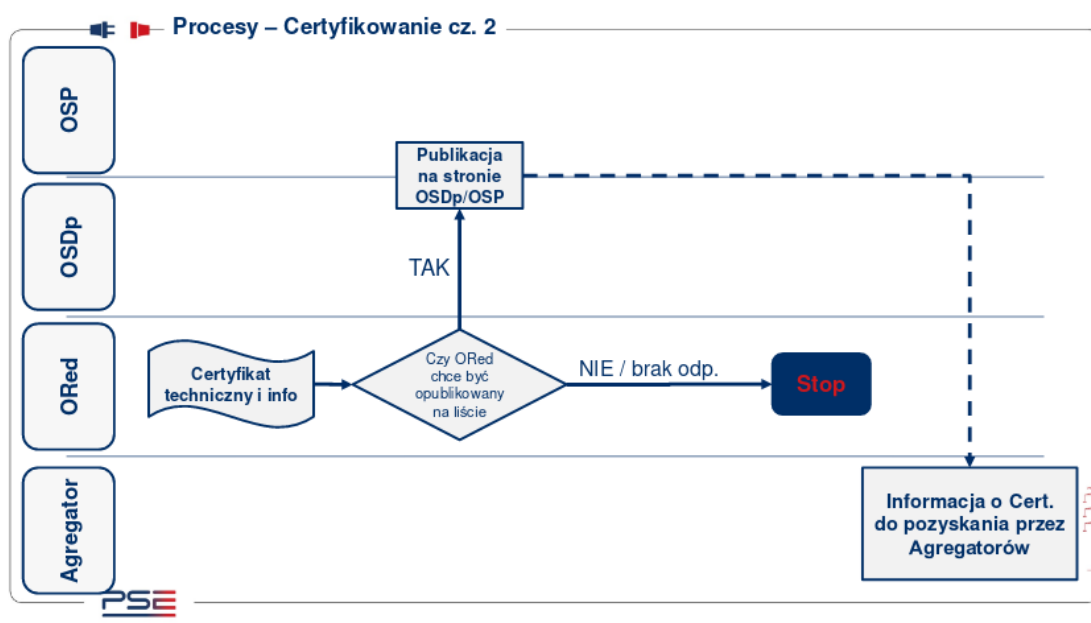 Procesy – Certyfikowanie cz. 2
OSP
Publikacja
na stronie
OSDp/OSP
OSDp
TAK
ORed
Certyfikat
techniczny i info
Czy ORed
chce być
opublikowany
na liście
NIE / brak odp.
Stop
Agregator
Informacja o Cert.
do pozyskania przez
Agregatorów
PSE